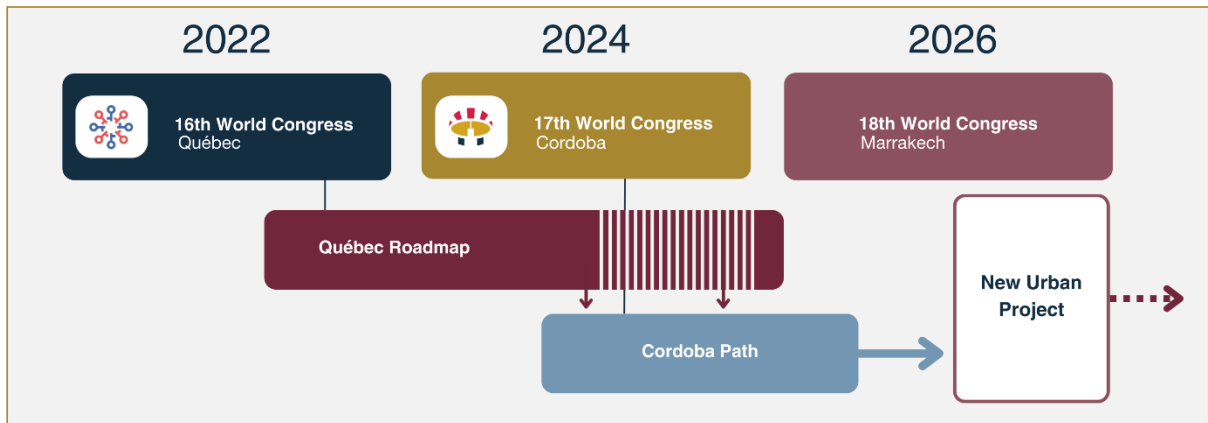 2022
2024
2026
16th World Congress
Québec
17th World Congress
Cordoba
18th World Congress
Marrakech
Québec Roadmap
New Urban
Project
Cordoba Path